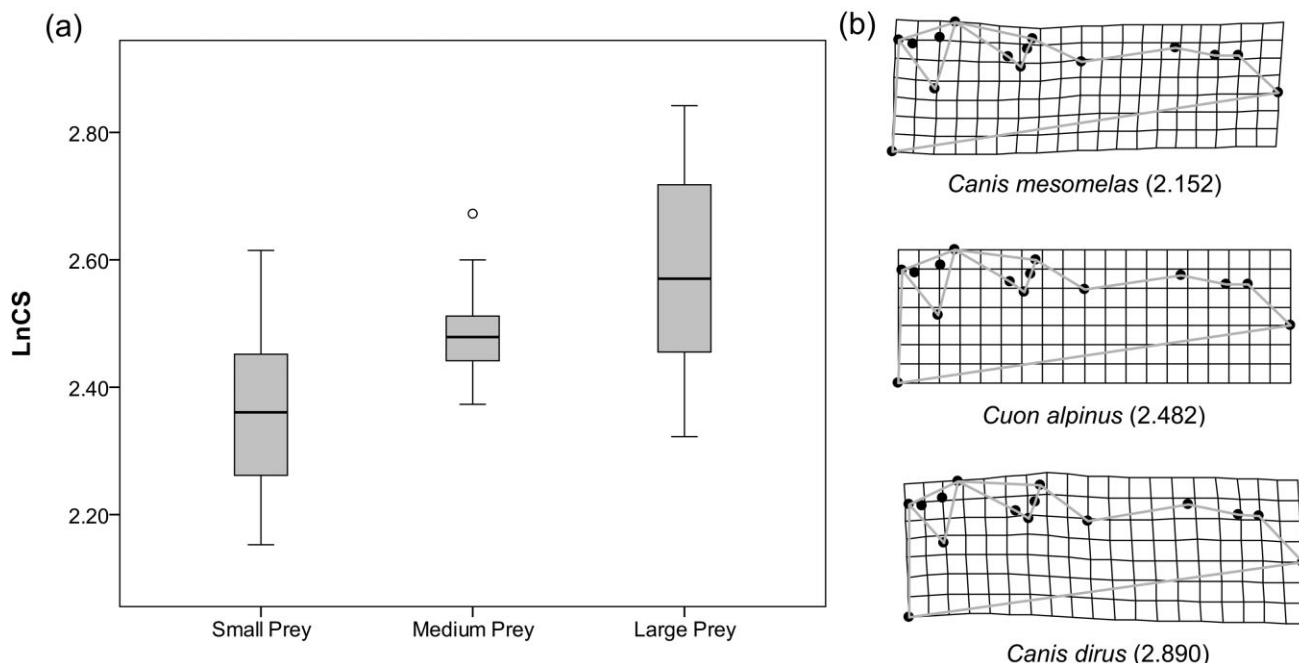 (a)
LnCS
2.80
2.60
2.40
2.20
Small Prey
Medium Prey
Large Prey
(b)
Canis mesomelas (2.152)
Cuon alpinus (2.482)
Canis dirus (2.890)